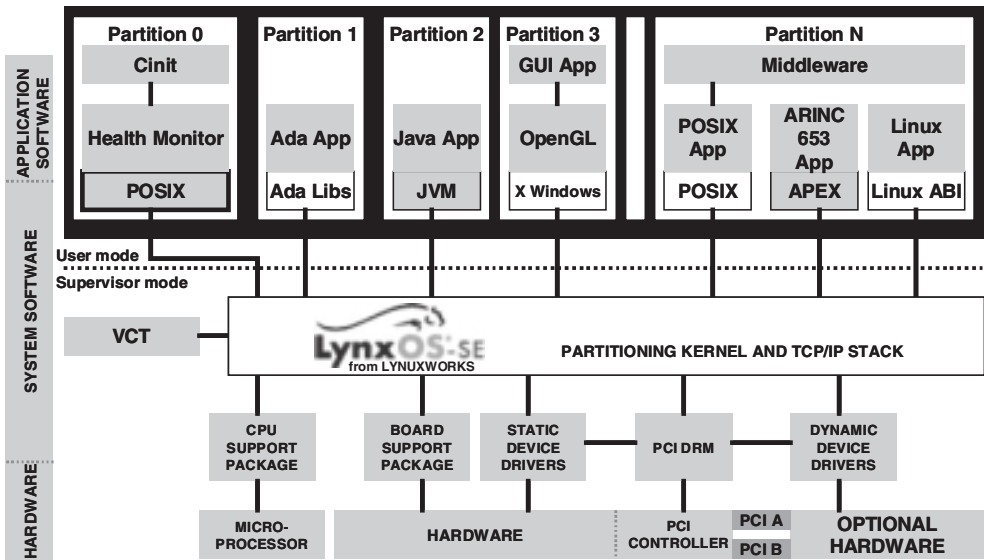 Partition 0
Partition 1
Partition 2
Partition 3
Partition N
Cinit
GUI App
Middleware
Health Monitor
Ada App
Java App
OpenGL
POSIX
App
ARINC
653
App
Linux
App
POSIX
Ada Libs
JVM
X Windows
POSIX
APEX
Linux ABI
APPLICATION
SOFTWARE
User mode
Supervisor mode
SYSTEM SOFTWARE
VCT
LynxOS-SE
from LYNUXWORKS
PARTITIONING KERNEL AND TCP/IP STACK
CPU
SUPPORT
PACKAGE
BOARD
SUPPORT
PACKAGE
STATIC
DEVICE
DRIVERS
PCI DRM
DYNAMIC
DEVICE
DRIVERS
HARDWARE
MICRO-
PROCESSOR
HARDWARE
PCI
CONTROLLER
PCI A
PCI B
OPTIONAL
HARDWARE